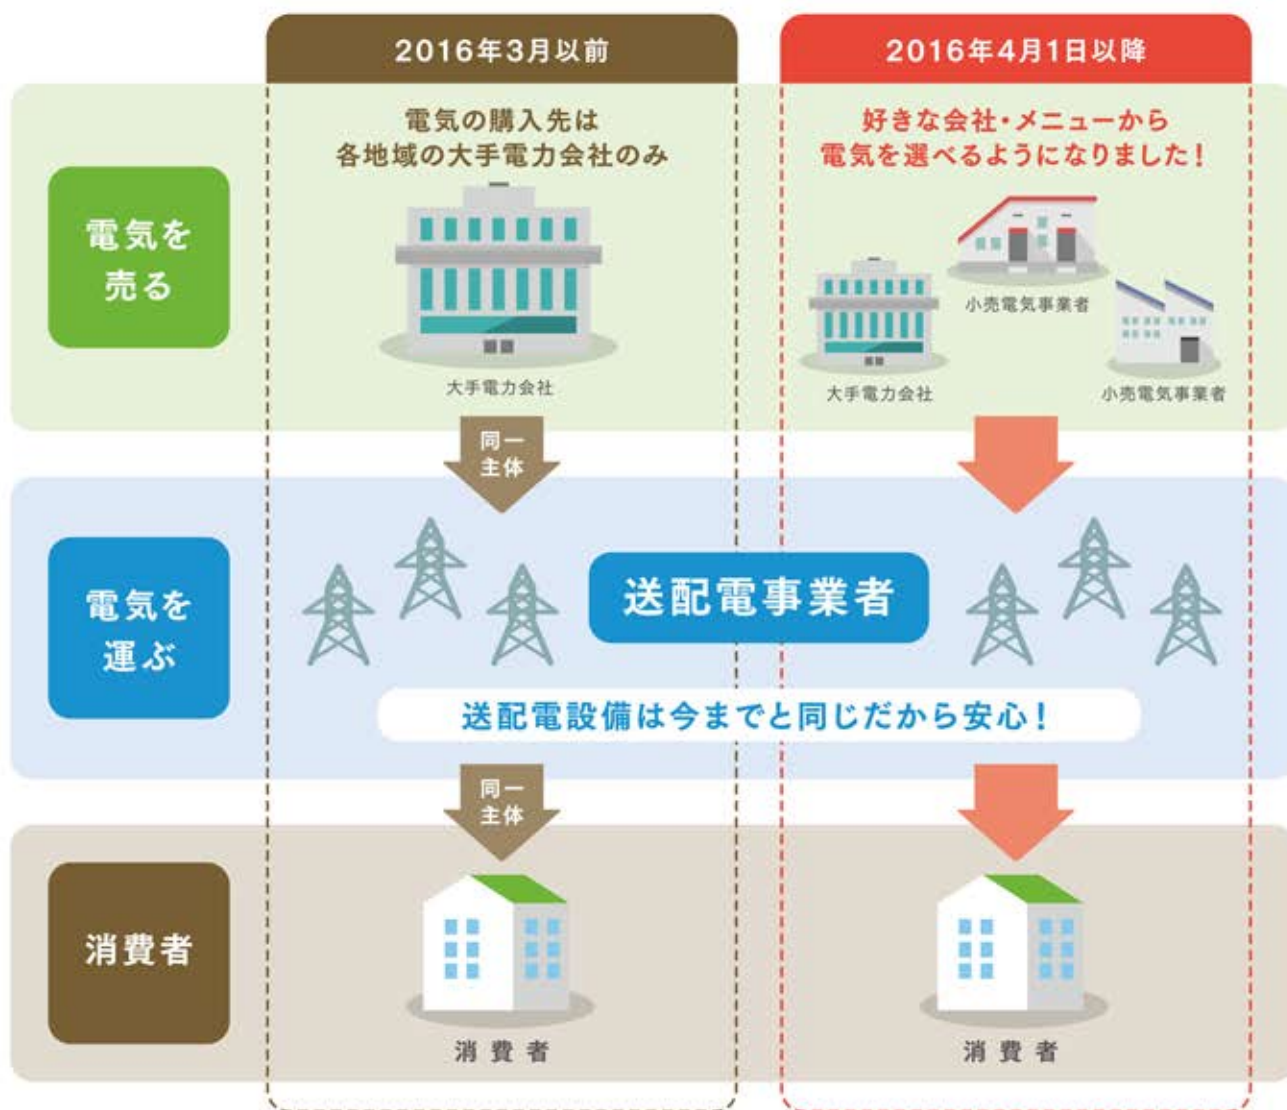 2016年3月以前
2016年4月1日以降
電気を
売る
電気の購入先は
各地域の大手電力会社のみ
大手電力会社
好きな会社・メニューから
電気を選べるようになりました！
小売電気事業者
大手電力会社
小売電気事業者
同一
主体
電気を
運ぶ
送配電事業者
送配電設備は今までと同じだから安心！
同一
主体
消費者
消費者
消費者